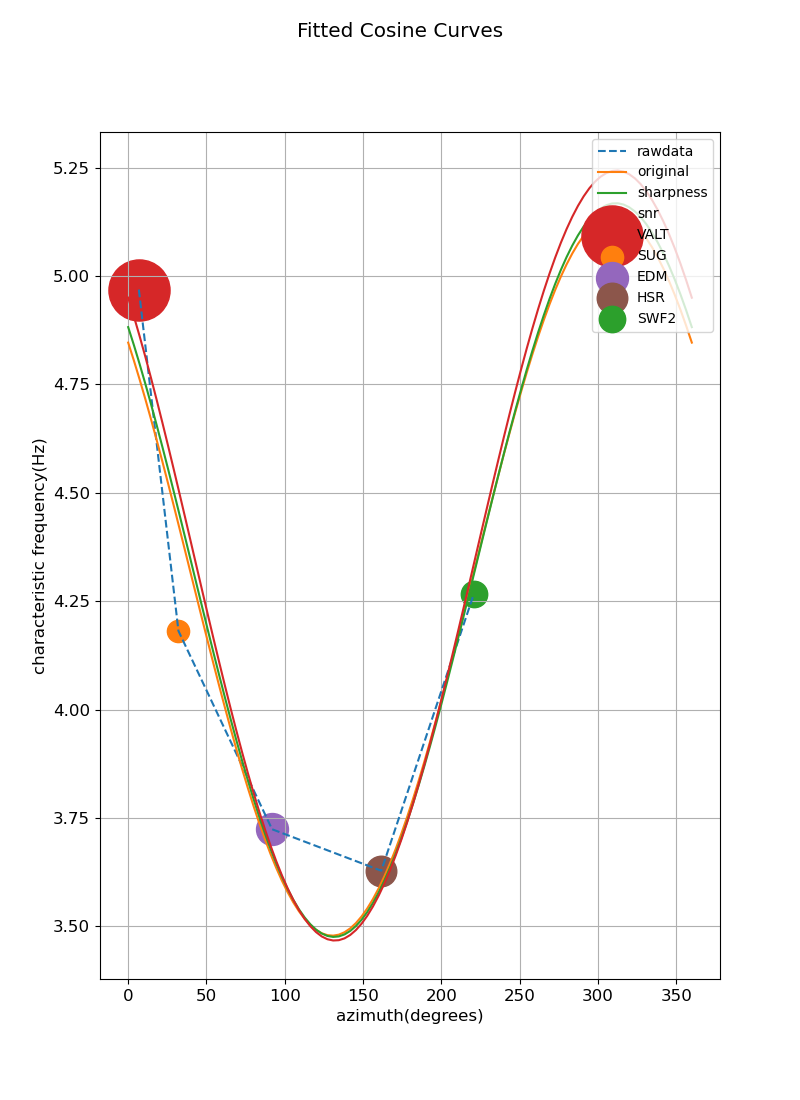 Fitted Cosine Curves
rawdata
original
sharpness
snr
VALT
SUG
EDM
HSR
SWF2
5.25
5.00
4.75
4.50
4.25
4.00
3.75
3.50
characteristic frequency(Hz)
0 50 100 150 200 250 300 350
azimuth(degrees)